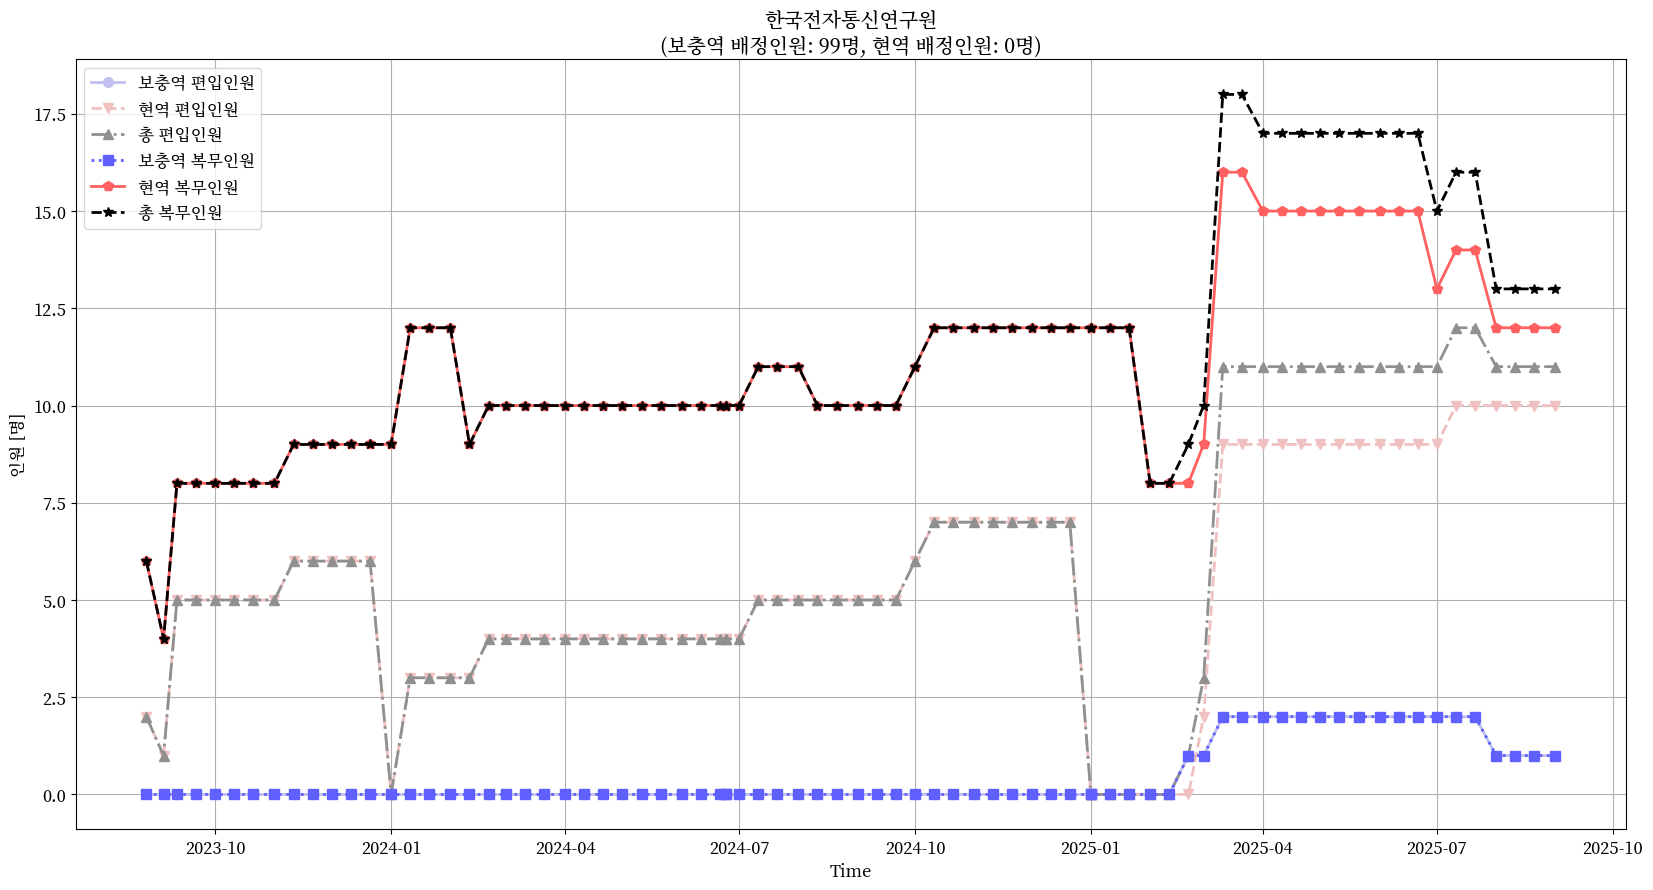 한국전자통신연구원
(보충역 배정인원: 99명, 현역 배정인원: 0명)
보충역 편입인원
현역 편입인원
총 편입인원
보충역 복무인원
현역 복무인원
총 복무인원
17.5
15.0
12.5
10.0
7.5
5.0
2.5
0.0
인원 [명]
2023-10
2024-01
2024-04
2024-07
2024-10
2025-01
2025-04
2025-07
2025-10
Time